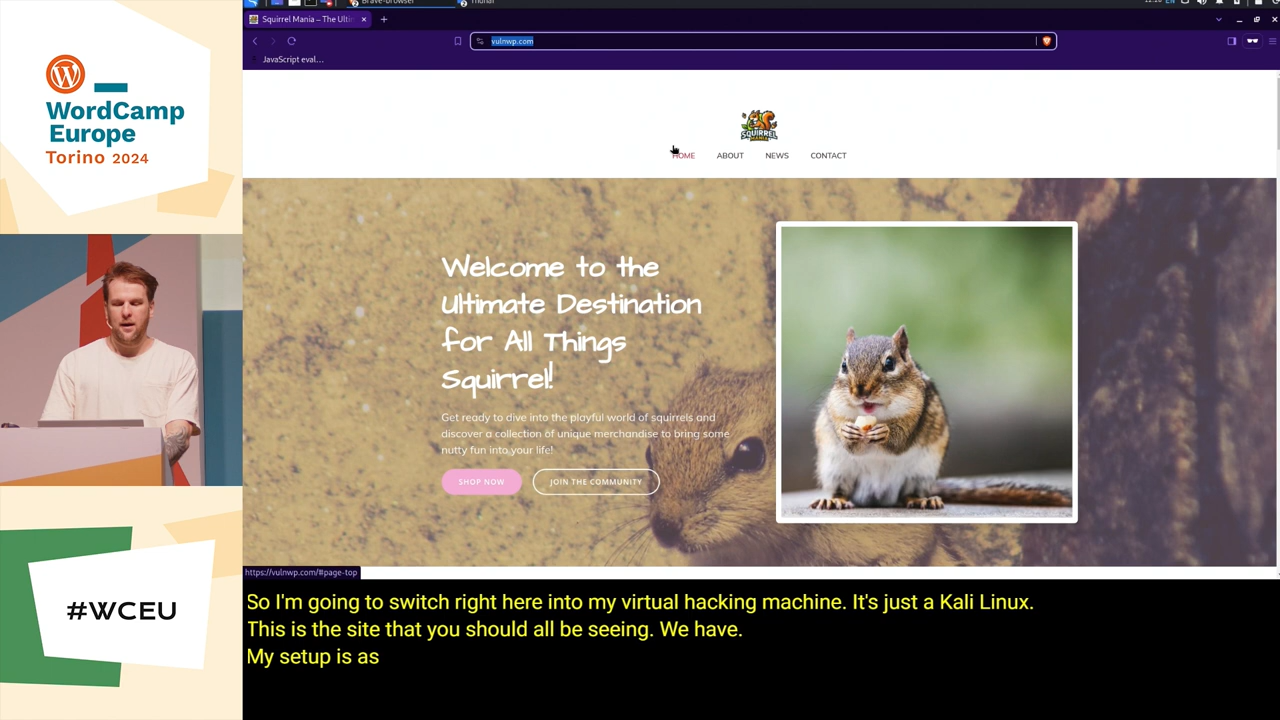 WordCamp
Europe
Torino 2024
#WCEU
Squirrel Mania – The Ulti
vulnwp.com
JavaScript eval...
SQUIRREL
MANIA
HOME ABOUT NEWS CONTACT
Welcome to the
Ultimate Destination
for All Things
Squirrel!
Get ready to dive into the playful world of squirrels and
discover a collection of unique merchandise to bring some
nutty fun into your life!
SHOP NOW JOIN THE COMMUNITY
https://vulnwp.com/#page-top
So I'm going to switch right here into my virtual hacking machine. It's just a Kali Linux.
This is the site that you should all be seeing. We have.
My setup is as